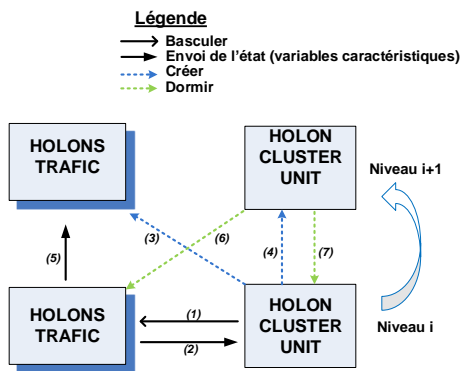 Légende
Basculer
Envoi de l'état (variables caractéristiques)
Créer
Dormir
HOLONS
TRAFIC
HOLON
CLUSTER
UNIT
Niveau i+1
(3)
(6)
(4)
(7)
(5)
HOLONS
TRAFIC
(1)
(2)
HOLON
CLUSTER
UNIT
Niveau i